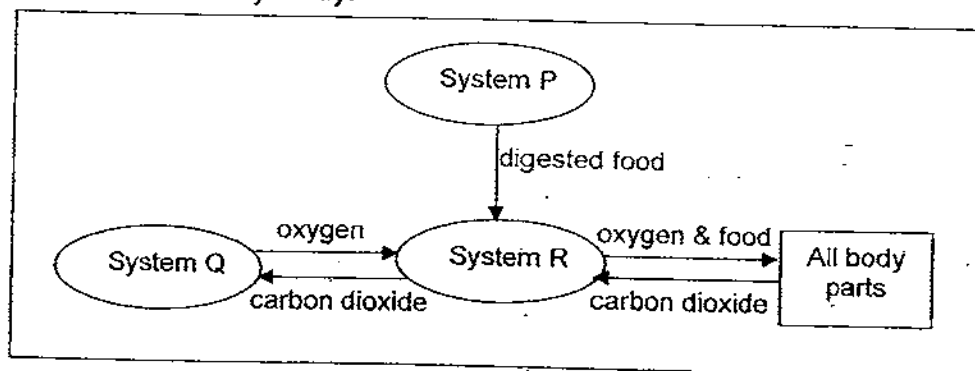 System P
digested food
oxygen
oxygen & food
System Q
System R
All body
parts
carbon dioxide
carbon dioxide